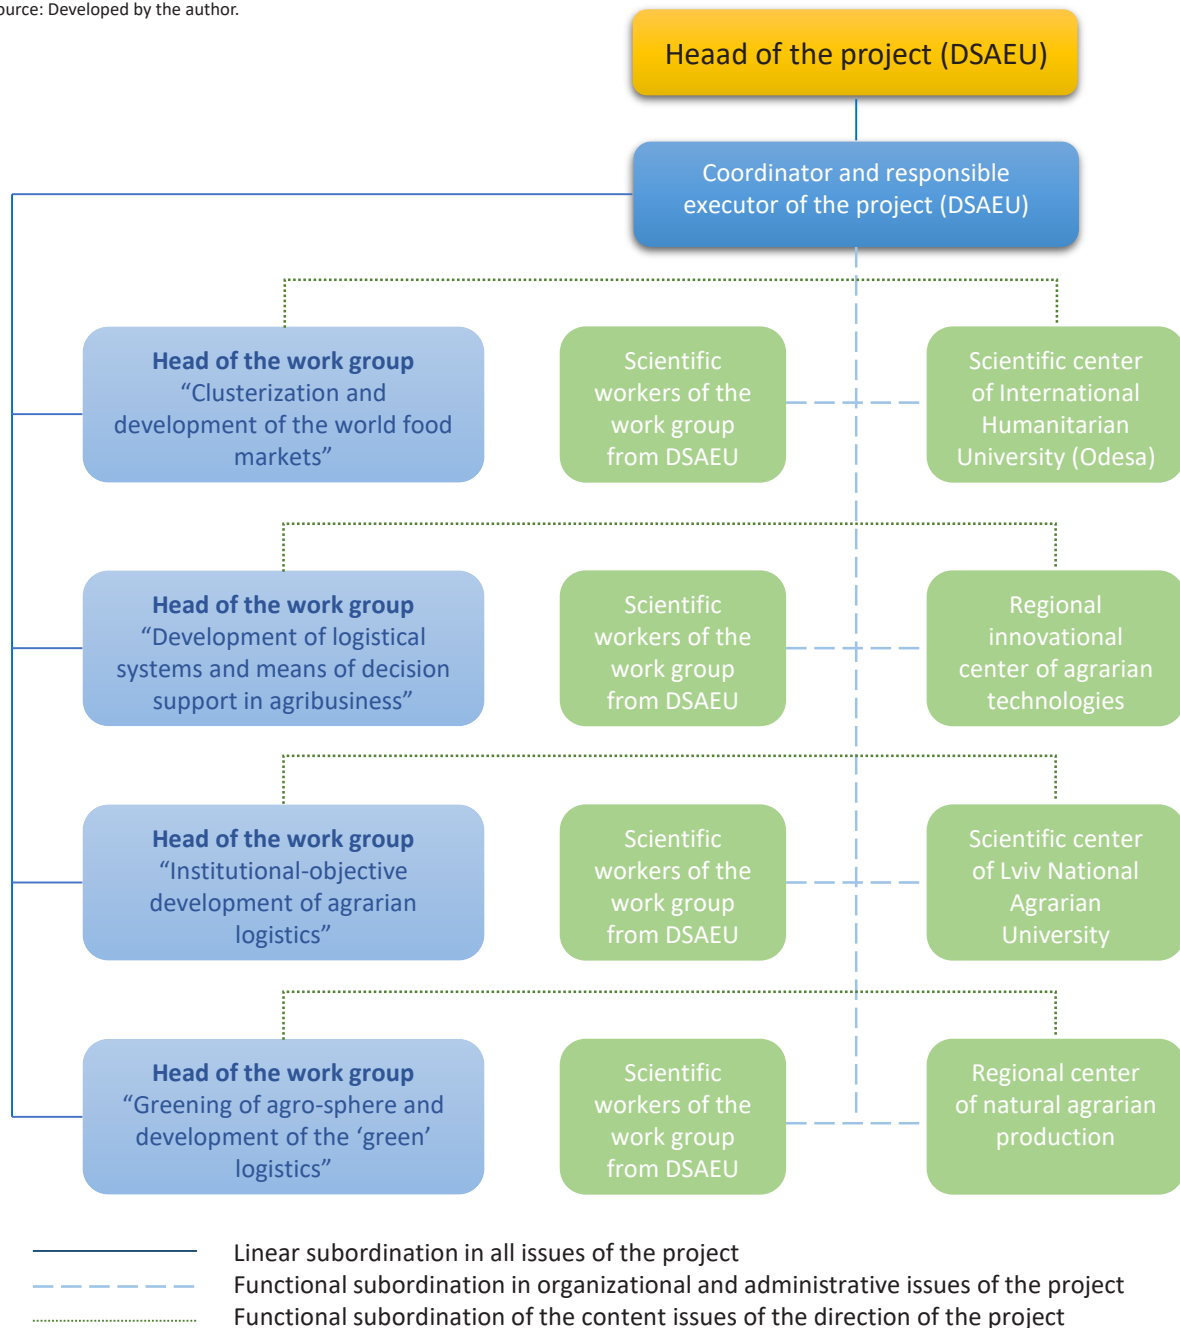 ource: Developed by the author.
Heaad of the project (DSAEU)
Coordinator and responsible
executor of the project (DSAEU)
Head of the work group
“Clusterization and
development of the world food
markets”
Scientific
workers of the
work group
from DSAEU
Scientific center
of International
Humanitarian
University (Odesa)
Head of the work group
“Development of logistical
systems and means of decision
support in agribusiness”
Scientific
workers of the
work group
from DSAEU
Regional
innovational
center of agrarian
technologies
Head of the work group
“Institutional-objective
development of agrarian
logistics”
Scientific
workers of the
work group
from DSAEU
Scientific center
of Lviv National
Agrarian
University
Head of the work group
“Greening of agro-sphere and
development of the ‘green’
logistics”
Scientific
workers of the
work group
from DSAEU
Regional center
of natural agrarian
production
Linear subordination in all issues of the project
Functional subordination in organizational and administrative issues of the project
Functional subordination of the content issues of the direction of the project